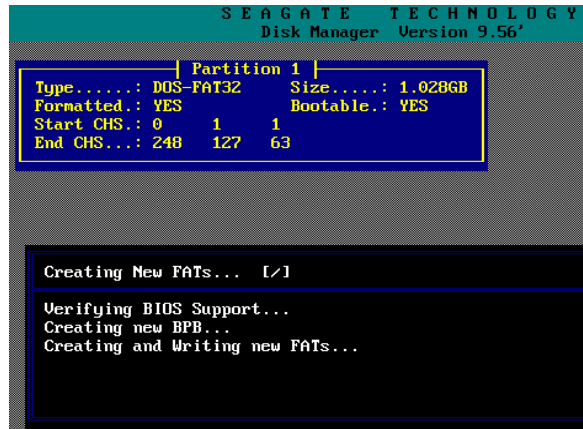 SEAGATE TECHNOLOGY
Disk Manager Version 9.56'
Partition 1
Type......: DOS-FAT32 Size.....: 1.028GB
Formatted.: YES Bootable.: YES
Start CHS.: 0 1 1
End CHS...: 248 127 63
Creating New FATs... [/]
Verifying BIOS Support...
Creating new BPB...
Creating and Writing new FATs...